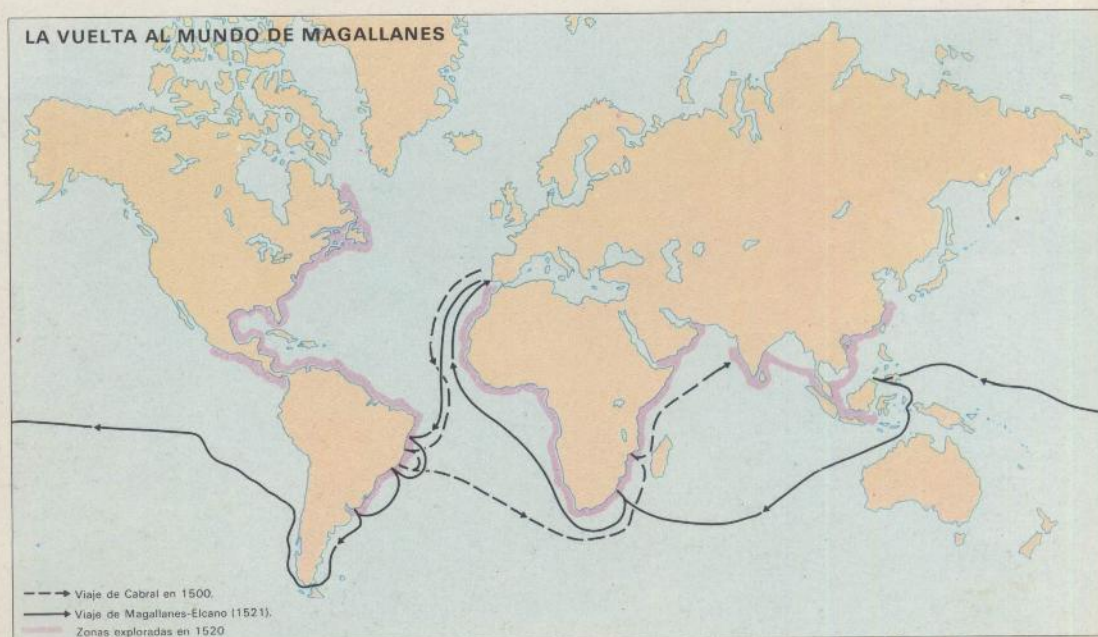 LA VUELTA AL MUNDO DE MAGALLANES
Viaje de Cabral en 1500.
Viaje de Magallanes-Elcano (1521).
Zonas exploradas en 1520